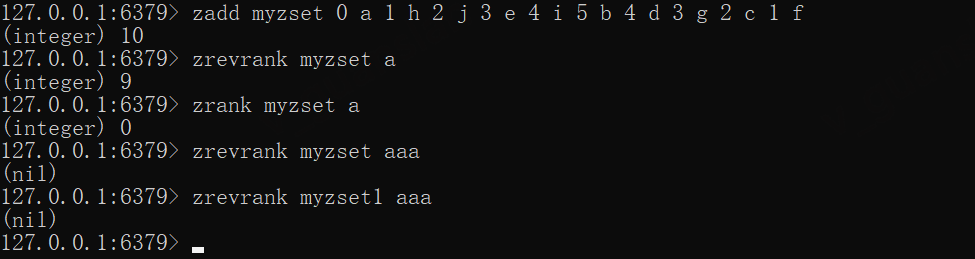 127.0.0.1:6379> zadd myzset 0 a 1 h 2 j 3 e 4 i 5 b 4 d 3 g 2 c 1 f
(integer) 10
127.0.0.1:6379> zrevrank myzset a
(integer) 9
127.0.0.1:6379> zrank myzset a
(integer) 0
127.0.0.1:6379> zrevrank myzset aaa
(nil)
127.0.0.1:6379> zrevrank myzset1 aaa
(nil)
127.0.0.1:6379>